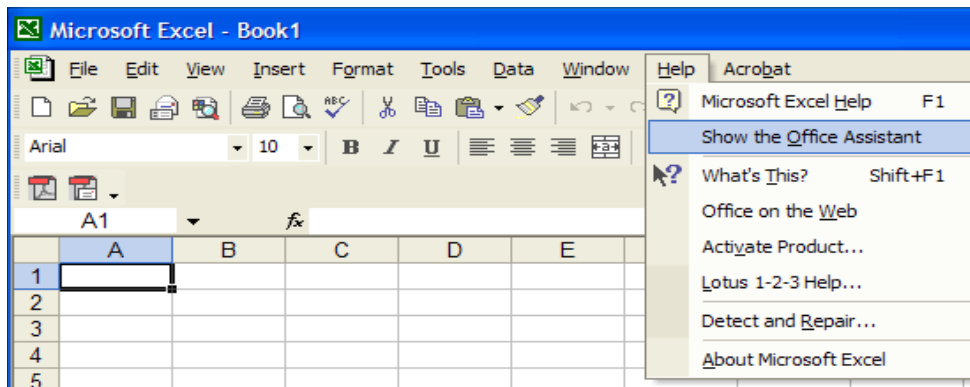 Microsoft Excel - Book1
File Edit View Insert Format Tools Data Window Help Acrobat
ABC
Microsoft Excel Help F1
Arial 10 B I U
Show the Office Assistant
What's This? Shift+F1
A1 fx
Office on the Web
A B C D E
Activate Product...
1
Lotus 1-2-3 Help...
2
3
Detect and Repair...
4
About Microsoft Excel
5